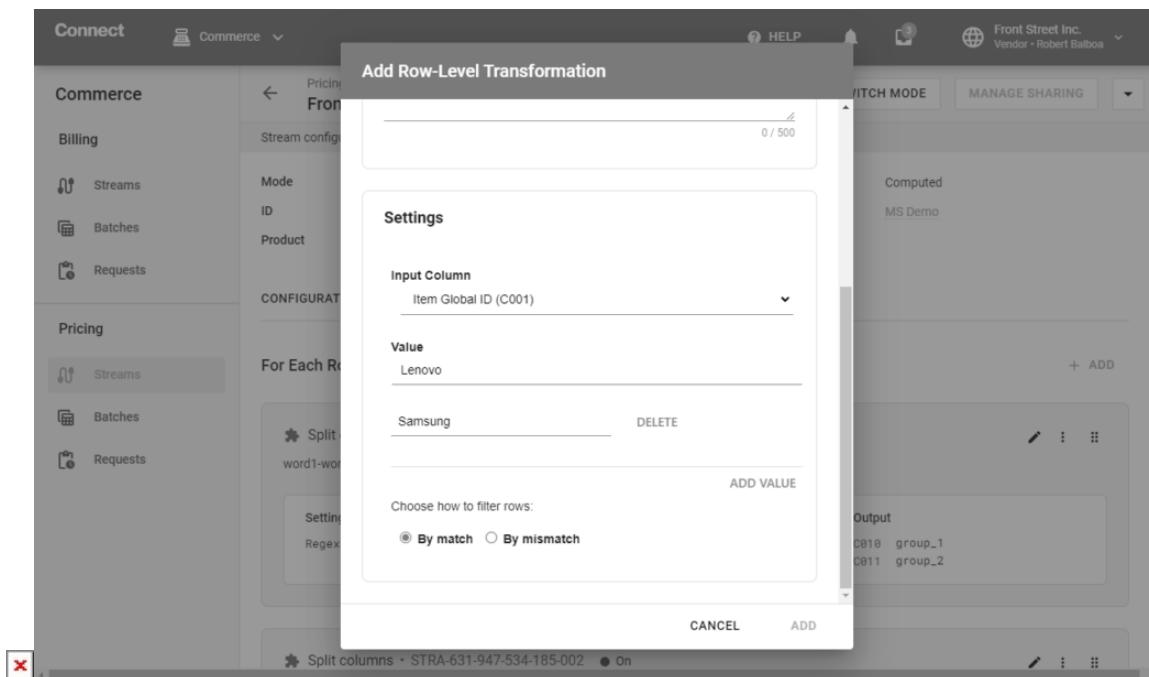 Connect
Commerce
HELP
3
Front Street Inc.
Vendor • Robert Balboa
Commerce
Billing
Streams
Batches
Requests
Pricing
Streams
Batches
Requests
Pricing
Fron
ITCH MODE
MANAGE SHARING
Stream config
Mode
Computed
ID
MS Demo
Product
CONFIGURAT
For Each Ro
+ ADD
Split
word1-wor
Setting
Regex
Output
C010 group_1
C011 group_2
Split columns • STRA-631-947-534-185-002 ● On
Add Row-Level Transformation
0 / 500
Settings
Input Column
Item Global ID (C001)
Value
Lenovo
Samsung
DELETE
ADD VALUE
Choose how to filter rows:
By match By mismatch
CANCEL ADD